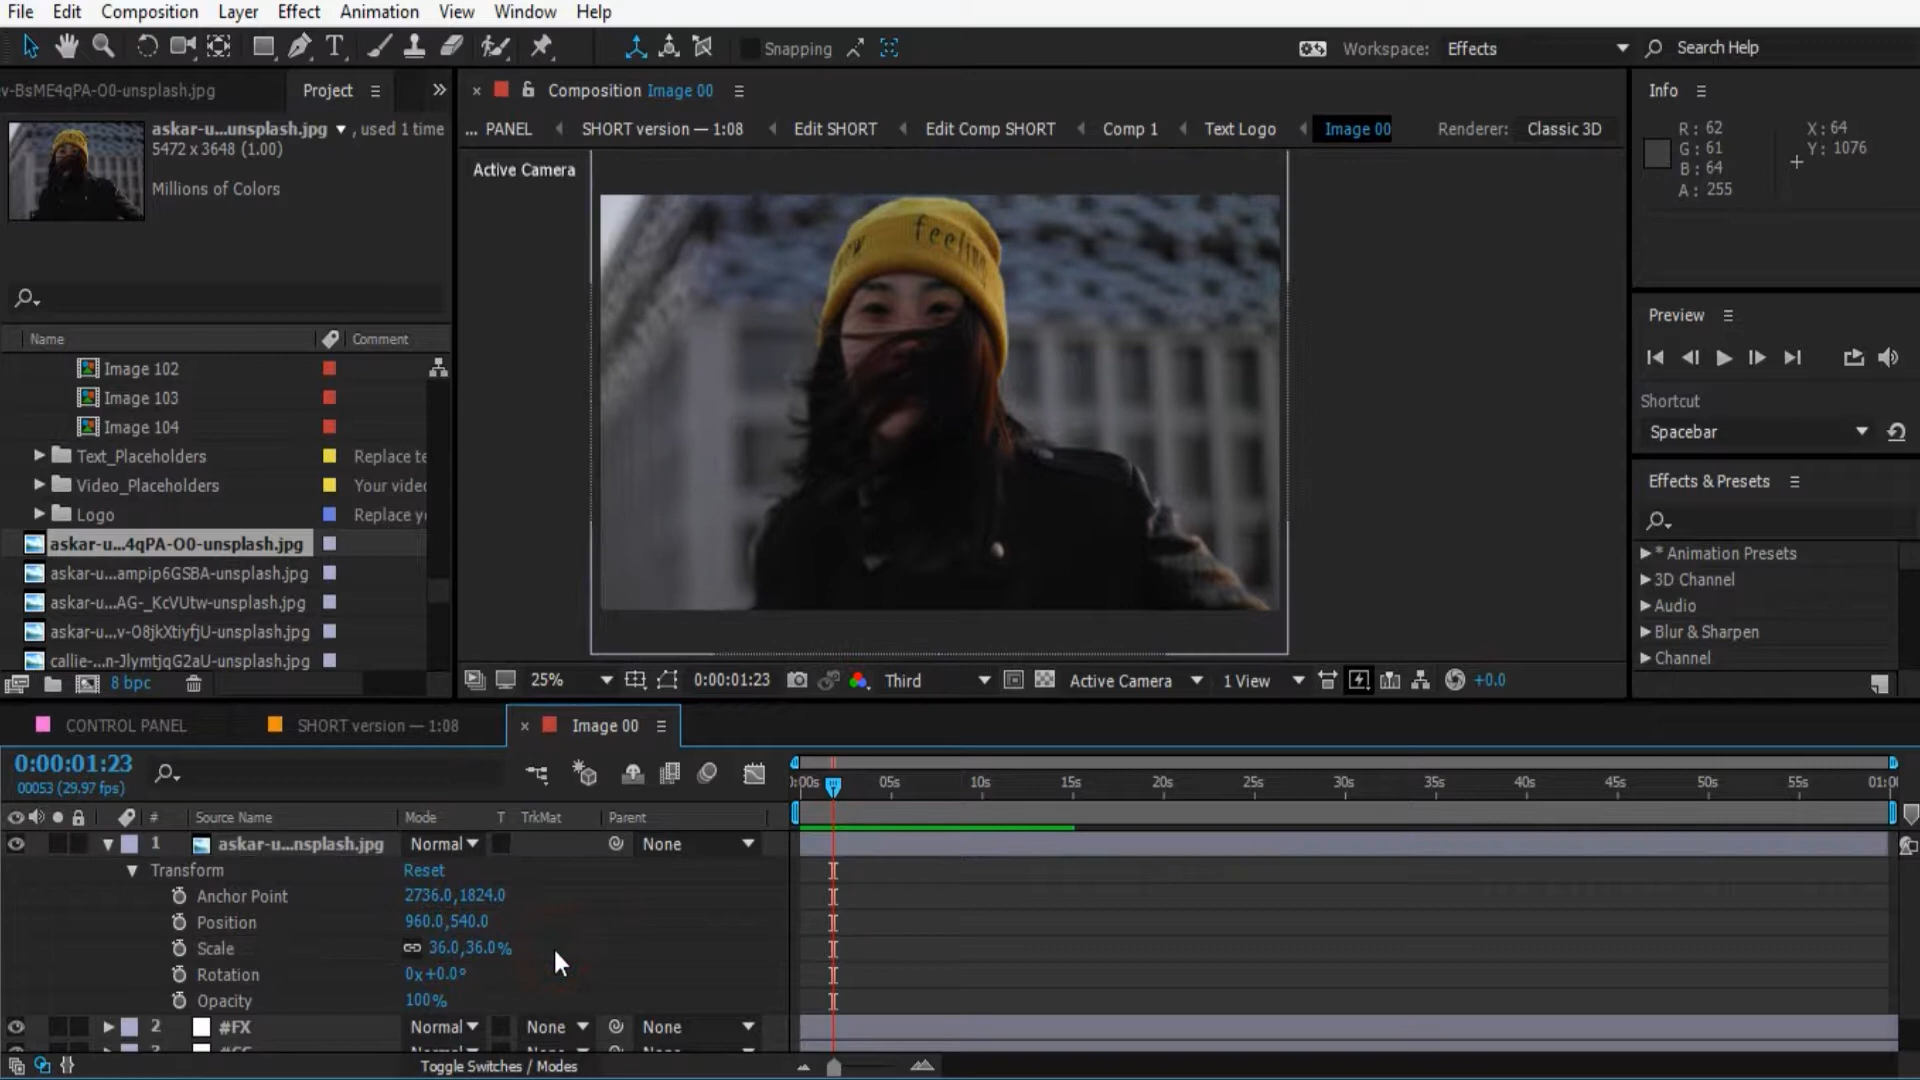 File Edit Composition Layer Effect Animation View Window Help
T Snapping Workspace: Effects Search Help
v-BsME4qPA-O0-unsplash.jpg Project
askar-u...unsplash.jpg , used 1 time
5472 x 3648 (1.00)
Millions of Colors
Name Comment
Image 102
Image 103
Image 104
Text_Placeholders Replace te
Video_Placeholders Your video
Logo Replace y
askar-u...4qPA-O0-unsplash.jpg
askar-u...ampip6GSBA-unsplash.jpg
askar-u...AG-_KcVUtw-unsplash.jpg
askar-u...v-O8jkXtiyfjU-unsplash.jpg
callie-...n-JlymtjqG2aU-unsplash.jpg
8 bpc
Composition Image 00
... PANEL SHORT version — 1:08 Edit SHORT Edit Comp SHORT Comp 1 Text Logo Image 00 Renderer: Classic 3D
Active Camera
feeling
25% 0:00:01:23 Third Active Camera 1 View +0.0
Info
R: 62 X: 64
G: 61 Y: 1076
B: 64
A: 255
Preview
Shortcut
Spacebar
Effects & Presets
* Animation Presets
3D Channel
Audio
Blur & Sharpen
Channel
CONTROL PANEL SHORT version — 1:08 Image 00
0:00:01:23
00053 (29.97 fps)
):00s 05s 10s 15s 20s 25s 30s 35s 40s 45s 50s 55s 01:0
# Source Name Mode T TrkMat Parent
1 askar-u...nsplash.jpg Normal None
Transform Reset
Anchor Point 2736.0,1824.0
Position 960.0,540.0
Scale 36.0,36.0%
Rotation 0x+0.0°
Opacity 100%
2 #FX Normal None None
Toggle Switches / Modes